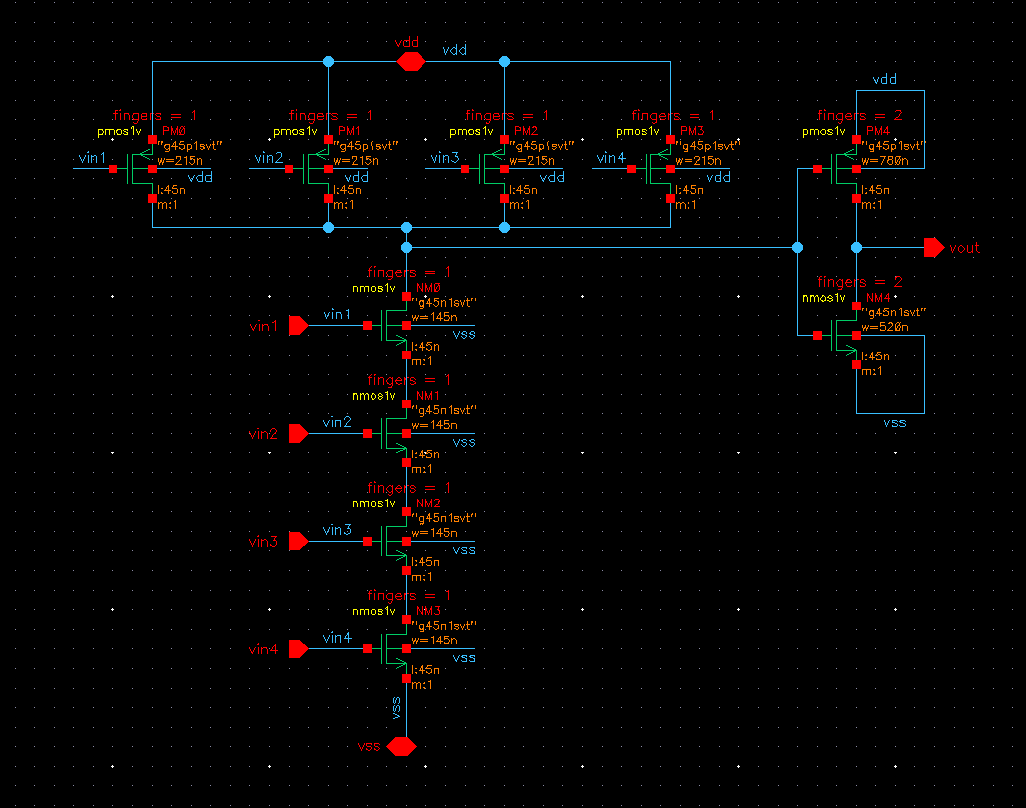 vdd
vdd
vdd
fingers = 1
fingers = 1
fingers = 1
fingers = 1
fingers = 2
pmos1v PM0
pmos1v PM1
pmos1v PM2
pmos1v PM3
pmos1v PM4
"g45p1svt"
"g45p1svt"
"g45p1svt"
"g45p1svt"
"g45p1svt"
vin1
w=215n
vin2
w=215n
vin3
w=215n
vin4
w=215n
w=780n
vdd
vdd
vdd
vdd
l:45n
l:45n
l:45n
l:45n
l:45n
m:1
m:1
m:1
m:1
m:1
vout
fingers = 1
nmos1v NM0
"g45n1svt"
vin1
vin1
w=145n
vss
l:45n
m:1
fingers = 2
nmos1v NM4
"g45n1svt"
w=520n
l:45n
m:1
vss
fingers = 1
nmos1v NM1
"g45n1svt"
vin2
vin2
w=145n
vss
l:45n
m:1
fingers = 1
nmos1v NM2
"g45n1svt"
vin3
vin3
w=145n
vss
l:45n
m:1
fingers = 1
nmos1v NM3
"g45n1svt"
vin4
vin4
w=145n
vss
l:45n
m:1
vss
vss